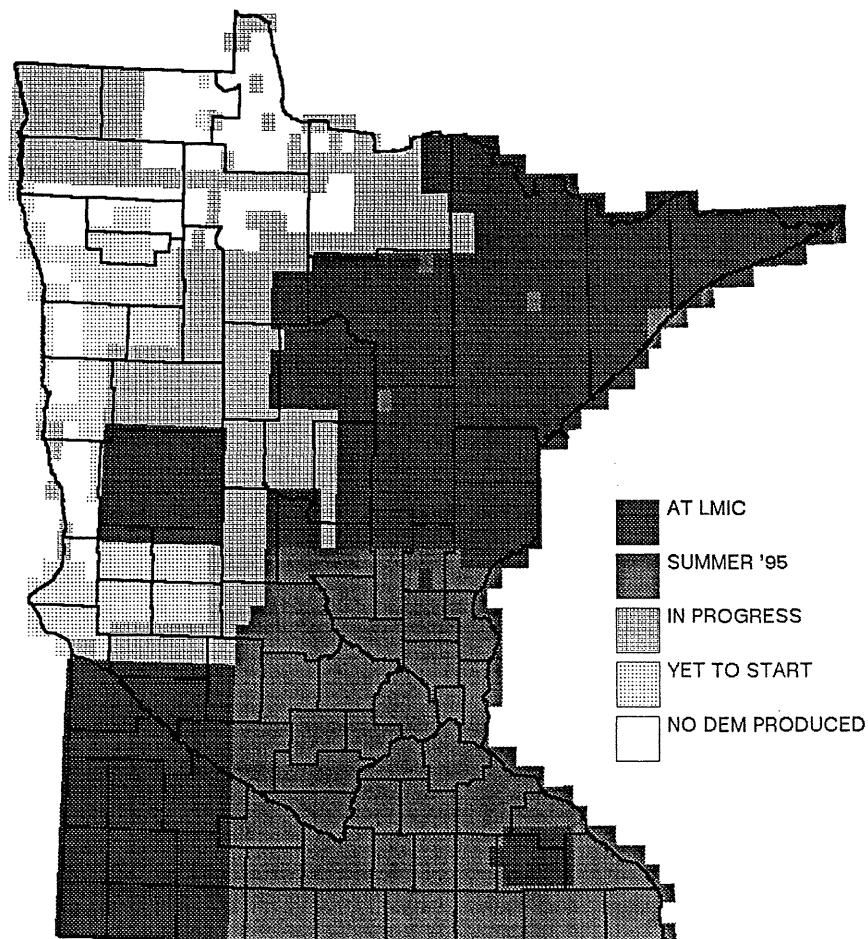 AT LMIC
SUMMER '95
IN PROGRESS
YET TO START
NO DEM PRODUCED